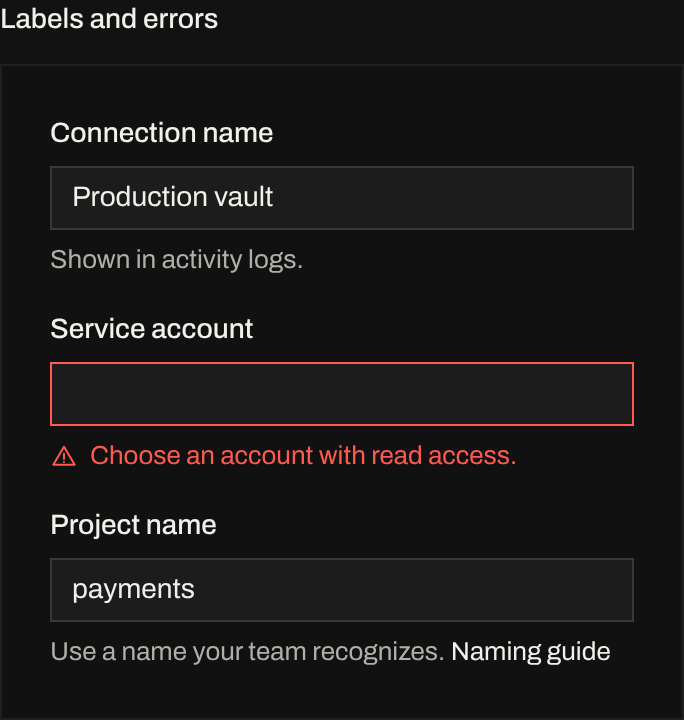 Labels and errors
Connection name
Production vault
Shown in activity logs.
Service account
Choose an account with read access.
Project name
payments
Use a name your team recognizes. Naming guide